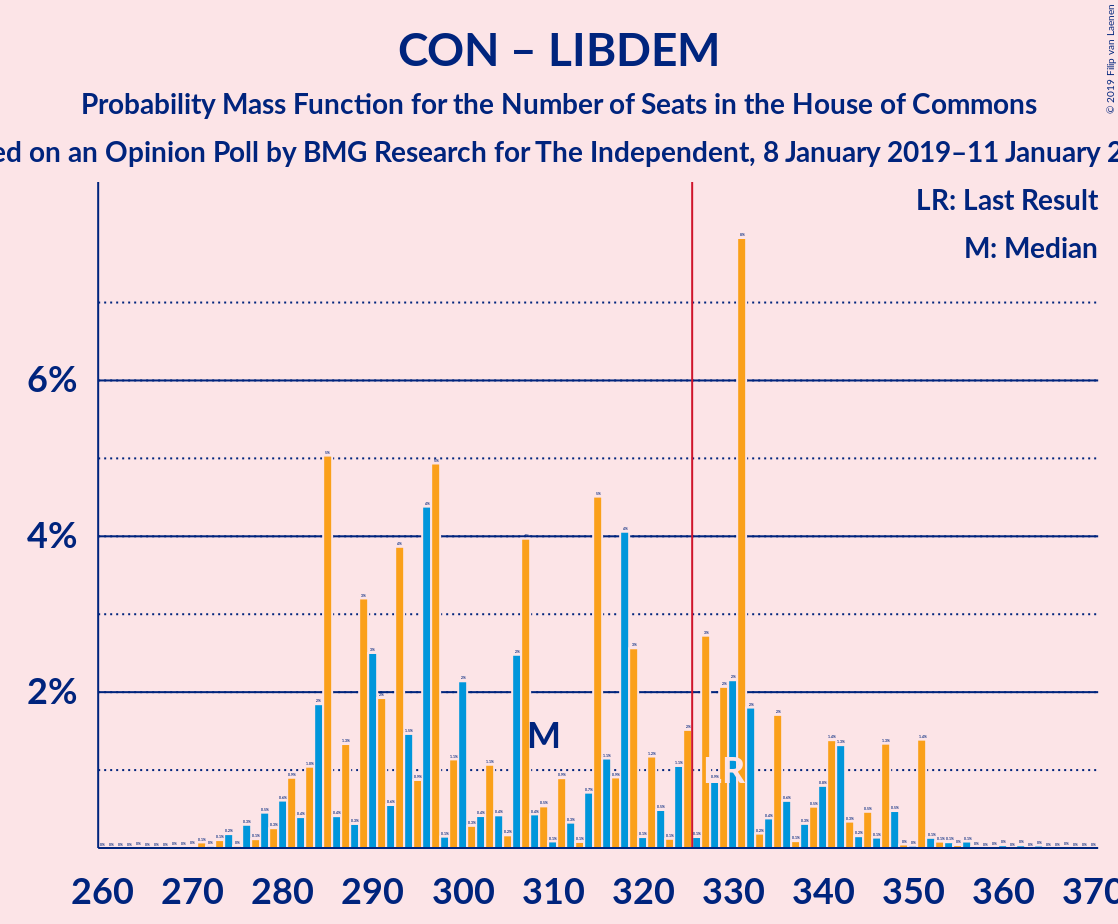 CON – LIBDEM
Probability Mass Function for the Number of Seats in the House of Commons
ed on an Opinion Poll by BMG Research for The Independent, 8 January 2019–11 January 2
© 2019 Filip van Laenen
LR: Last Result
M: Median
6%
4%
2%
M
LR
260 270 280 290 300 310 320 330 340 350 360 370